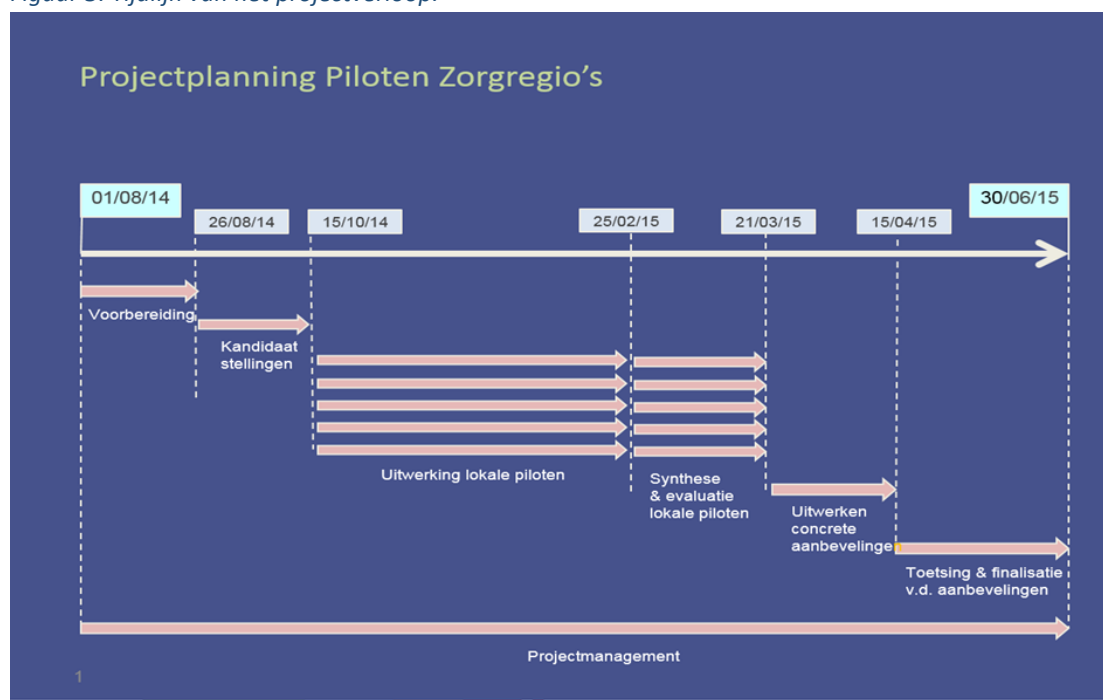 Projectplanning Piloten Zorgregio's
01/08/14
30/06/15
26/08/14
15/10/14
25/02/15
21/03/15
15/04/15
Voorbereiding
Kandidaat
stellingen
Uitwerking lokale piloten
Synthese
& evaluatie
lokale piloten
Uitwerken
concrete
aanbevelingen
Toetsing & finalisatie
v.d. aanbevelingen
Projectmanagement
1